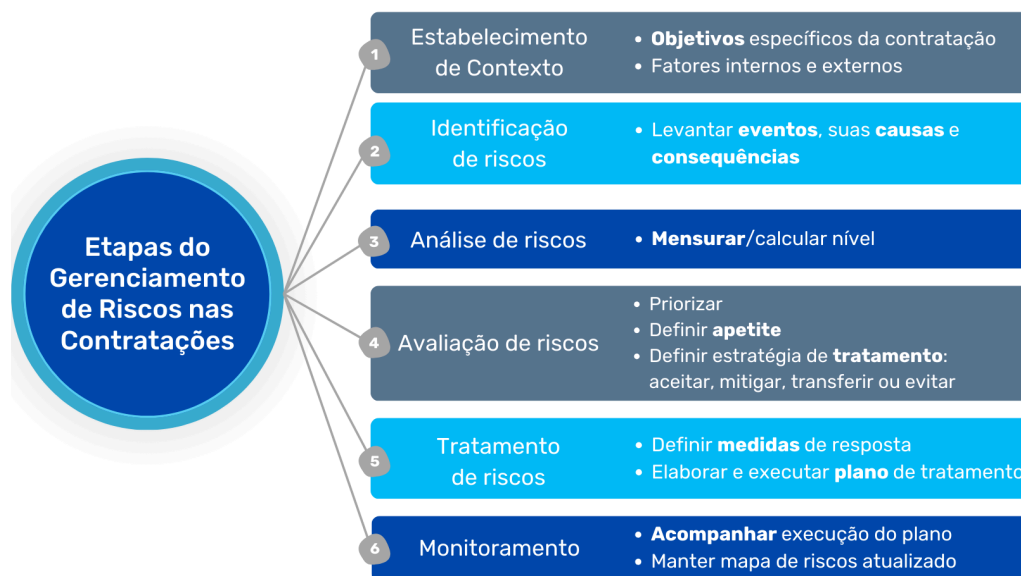 Etapas do
Gerenciamento
de Riscos nas
Contratações
1
Estabelecimento
de Contexto
• Objetivos específicos da contratação
• Fatores internos e externos
2
Identificação
de riscos
• Levantar eventos, suas causas e
consequências
3
Análise de riscos
• Mensurar/calcular nível
4
Avaliação de riscos
• Priorizar
• Definir apetite
• Definir estratégia de tratamento:
aceitar, mitigar, transferir ou evitar
5
Tratamento
de riscos
• Definir medidas de resposta
• Elaborar e executar plano de tratamento
6
Monitoramento
• Acompanhar execução do plano
• Manter mapa de riscos atualizado